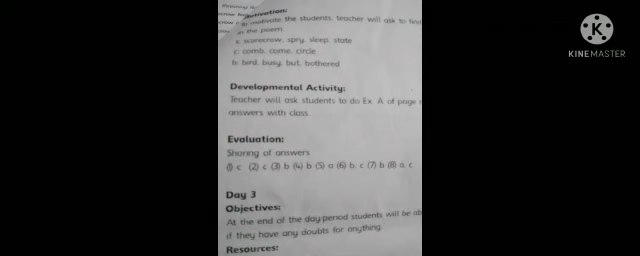 Motivation:
To motivate the students, teacher will ask to find
in the poem.
s: scarecrow, spry, sleep, state
c: comb, come, circle
b: bird, busy, but, bothered
Developmental Activity:
Teacher will ask students to do Ex. A of page
answers with class.
Evaluation:
Sharing of answers
(1) c (2) c (3) b (4) b (5) a (6) b, c (7) b (8) a, c
Day 3
Objectives:
At the end of the day/period students will be ab
if they have any doubts for anything.
Resources:
KINEMASTER